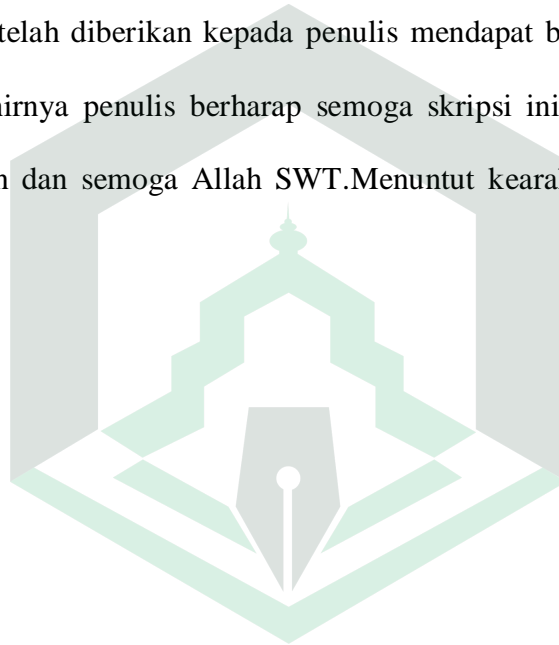 telah diberikan kepada penulis mendapat b
irnya penulis berharap semoga skripsi ini
dan semoga Allah SWT.Menuntut keara